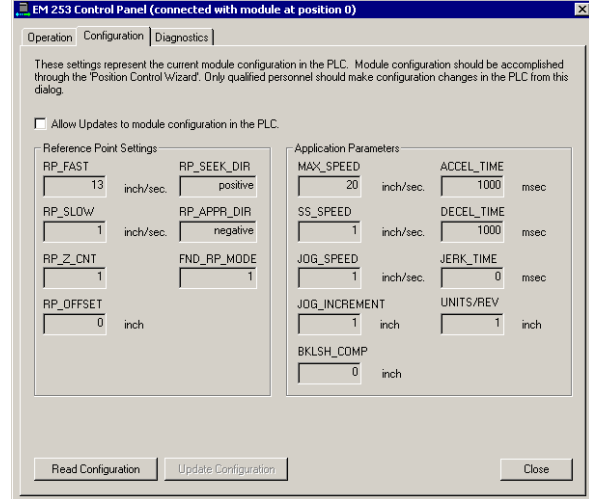 EM 253 Control Panel (connected with module at position 0)
Operation Configuration Diagnostics
These settings represent the current module configuration in the PLC. Module configuration should be accomplished
through the 'Position Control Wizard'. Only qualified personnel should make configuration changes in the PLC from this
dialog.
Allow Updates to module configuration in the PLC.
Reference Point Settings
RP_FAST RP_SEEK_DIR
13 inch/sec. positive
RP_SLOW RP_APPR_DIR
1 inch/sec. negative
RP_Z_CNT FND_RP_MODE
1 1
RP_OFFSET
0 inch
Application Parameters
MAX_SPEED ACCEL_TIME
20 inch/sec. 1000 msec
SS_SPEED DECEL_TIME
1 inch/sec. 1000 msec
JOG_SPEED JERK_TIME
1 inch/sec. 0 msec
JOG_INCREMENT UNITS/REV
1 inch 1 inch
BKLSH_COMP
0 inch
Read Configuration Update Configuration Close